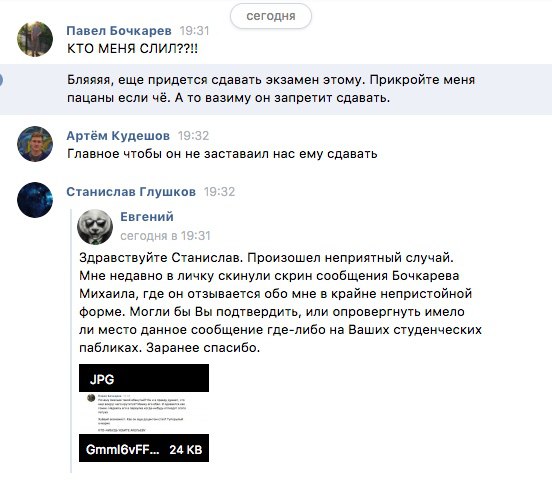 сегодня
Павел Бочкарев 19:31
КТО МЕНЯ СЛИЛ??!!
Бляяяя, еще придется сдавать экзамен этому. Прикройте меня
пацаны если чё. А то вазиму он запретит сдавать.
Артём Кудешов 19:32
Главное чтобы он не заставаил нас ему сдавать
Станислав Глушков 19:32
Евгений
сегодня в 19:31
Здравствуйте Станислав. Произошел неприятный случай.
Мне недавно в личку скинули скрин сообщения Бочкарева
Михаила, где он отзывается обо мне в крайне непристойной
форме. Могли бы Вы подтвердить, или опровергнуть имело
ли место данное сообщение где-либо на Ваших студенческих
пабликах. Заранее спасибо.
JPG
Павел Бочкарев
GmmI6vFF... 24 KB